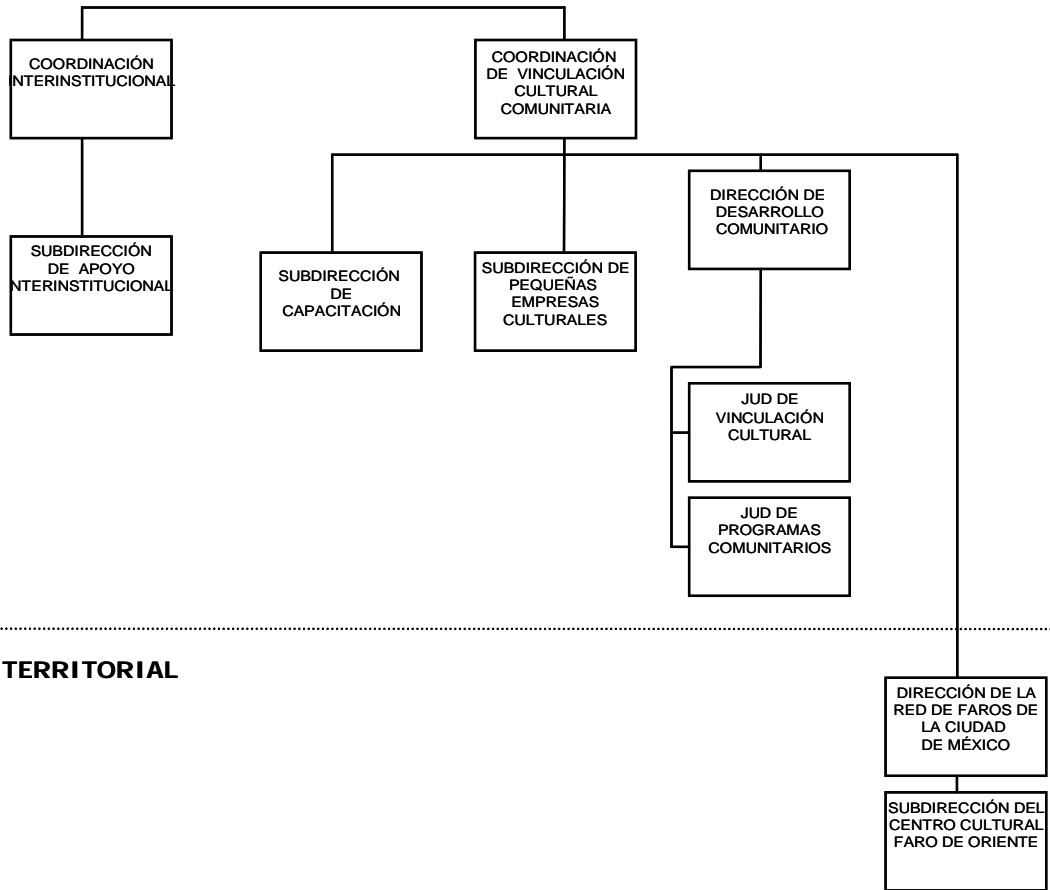 COORDINACIÓN
INTERINSTITUCIONAL
COORDINACIÓN
DE VINCULACIÓN
CULTURAL
COMUNITARIA
SUBDIRECCIÓN
DE APOYO
INTERINSTITUCIONAL
SUBDIRECCIÓN
DE
CAPACITACIÓN
SUBDIRECCIÓN DE
PEQUEÑAS
EMPRESAS
CULTURALES
DIRECCIÓN DE
DESARROLLO
COMUNITARIO
JUD DE
VINCULACIÓN
CULTURAL
JUD DE
PROGRAMAS
COMUNITARIOS
TERRITORIAL
DIRECCIÓN DE LA
RED DE FAROS DE
LA CIUDAD
DE MÉXICO
SUBDIRECCIÓN DEL
CENTRO CULTURAL
FARO DE ORIENTE